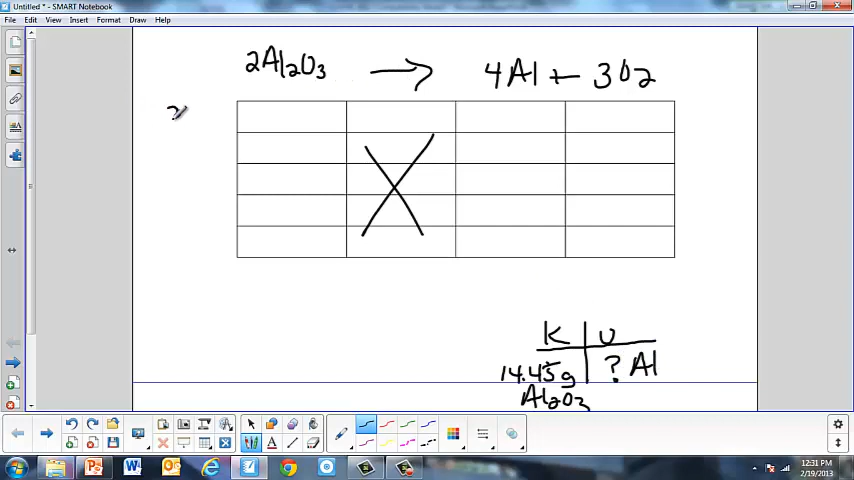 Untitled * - SMART Notebook
File Edit View Insert Format Draw Help
2Al₂O₃ → 4Al + 3O₂
?
K U
14.45g ? Al
Al₂O₃
12:31 PM
2/19/2013